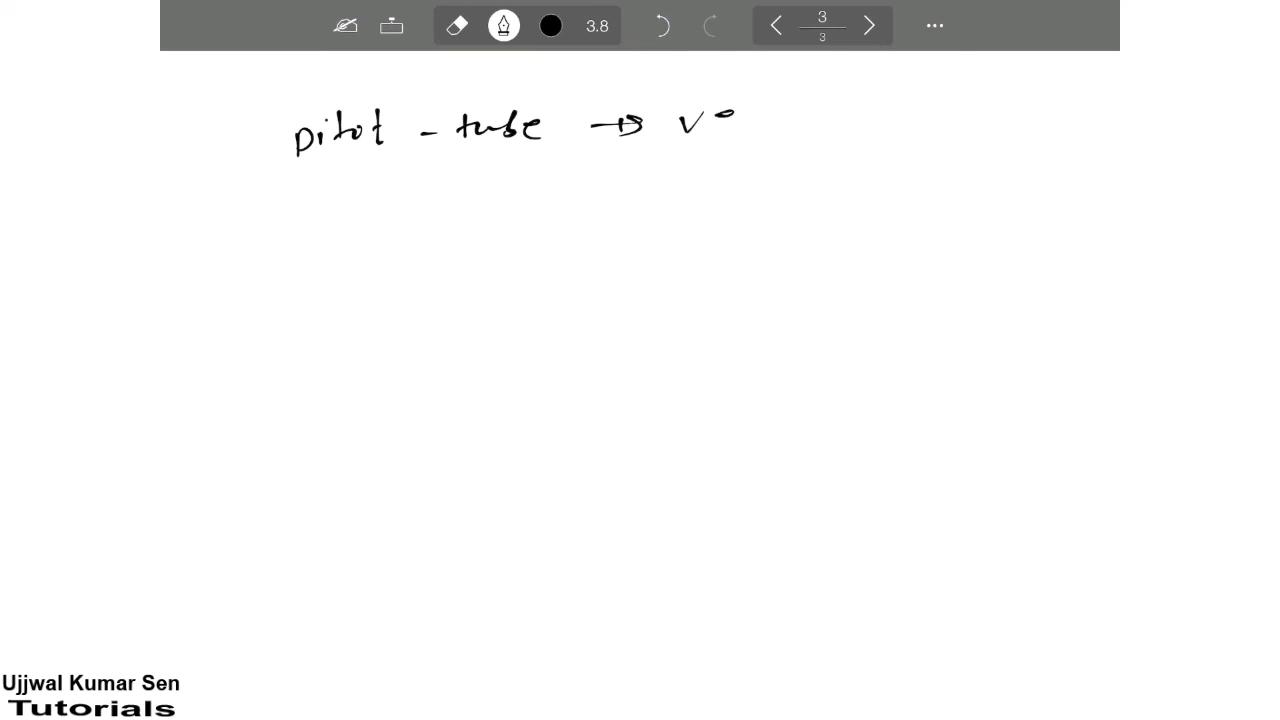 3.8
3
3
pitot - tube → v
Ujjwal Kumar Sen
Tutorials